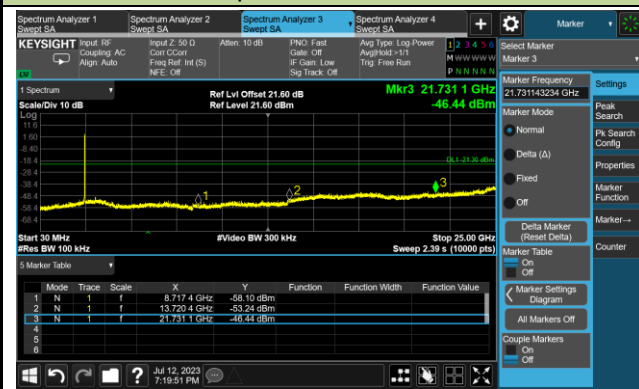 Spectrum Analyzer 1
Swept SA
Spectrum Analyzer 2
Swept SA
Spectrum Analyzer 3
Swept SA
Spectrum Analyzer 4
Swept SA
+
Marker
KEYSIGHT
Input: RF
Coupling: AC
Align: Auto
Input Z: 50 Ω
Corr CCorr
Freq Ref: Int (S)
NFE: Off
Atten: 10 dB
PNO: Fast
Gate: Off
IF Gain: Low
Sig Track: Off
Avg Type: Log-Power
Avg|Hold:>1/1
Trig: Free Run
1 2 3 4 5 6
M W W W W W
P N N N N N
Select Marker
Marker 3
1 Spectrum
Scale/Div 10 dB
Log
Ref Lvl Offset 21.60 dB
Ref Level 21.60 dBm
Mkr3 21.731 1 GHz
-46.44 dBm
11.6
1.60
-8.40
-18.4
-28.4
-38.4
-48.4
-58.4
-68.4
DL1 -21.30 dBm
1
2
3
Start 30 MHz
#Res BW 100 kHz
#Video BW 300 kHz
Stop 25.00 GHz
Sweep 2.39 s (10000 pts)
5 Marker Table
Mode Trace Scale X Y Function Function Width Function Value
1 N 1 f 8.717 4 GHz -58.10 dBm
2 N 1 f 13.720 4 GHz -53.24 dBm
3 N 1 f 21.731 1 GHz -46.44 dBm
4
5
6
Marker Frequency
21.731143234 GHz
Marker Mode
Normal
Delta (Δ)
Fixed
Off
Delta Marker
(Reset Delta)
Marker Table
On
Off
Marker Settings
Diagram
All Markers Off
Couple Markers
On
Off
Settings
Peak
Search
Pk Search
Config
Properties
Marker
Function
Marker→
Counter
?
Jul 12, 2023
7:19:51 PM